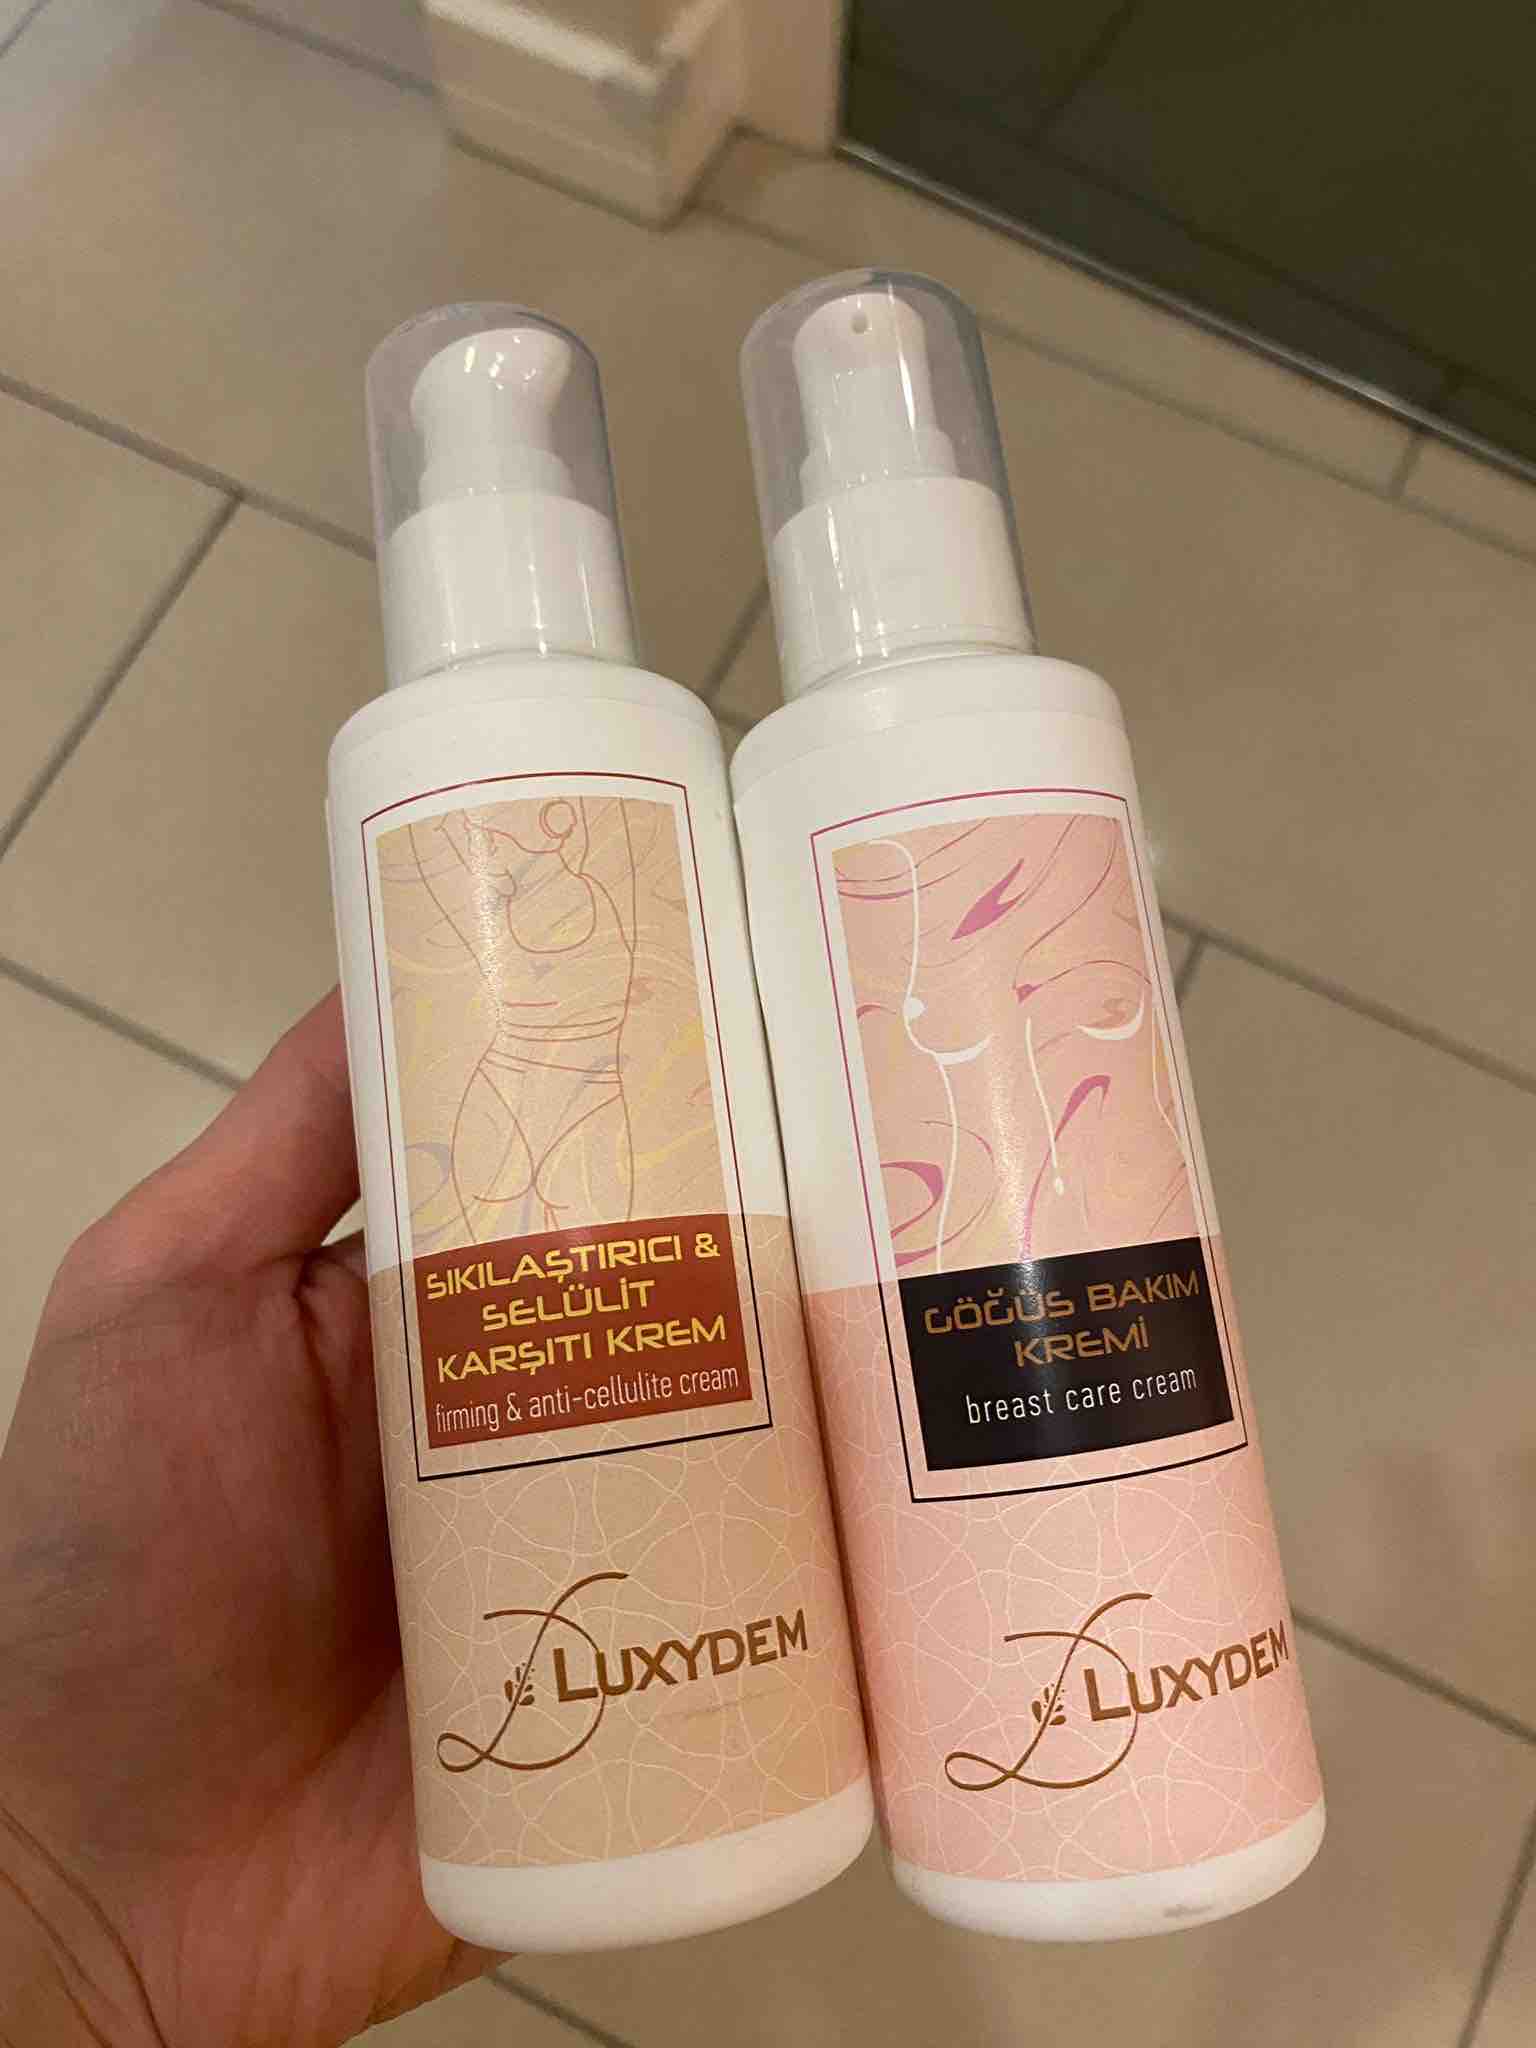 SIKILAŞTIRICI &
SELÜLİT
KARŞITI KREM
firming & anti-cellulite cream
LUXYDEM
GÖĞÜS BAKIM
KREMİ
breast care cream
LUXYDEM